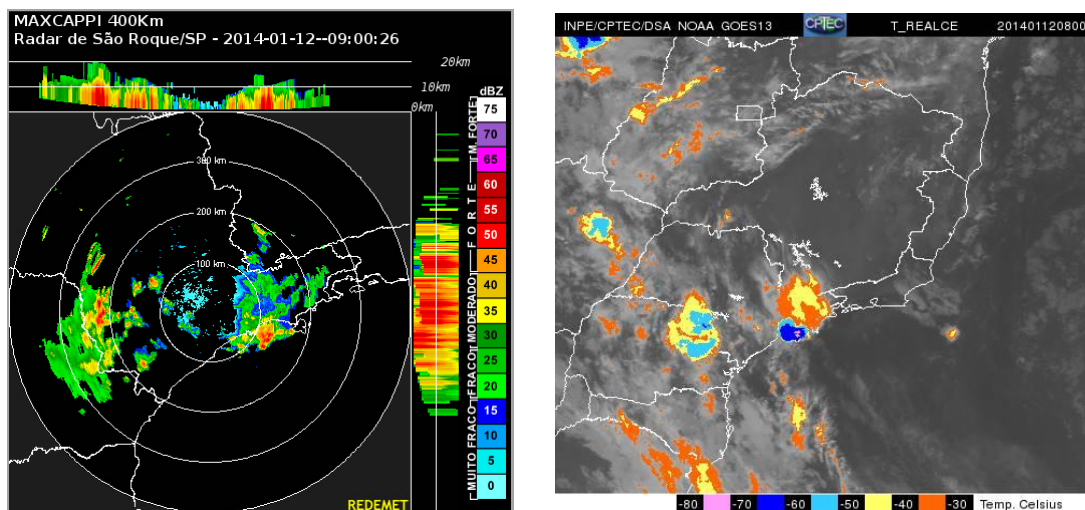 MAXCAPPI 400Km
Radar de São Roque/SP - 2014-01-12--09:00:26
20km
10km
0km
300 km
200 km
100 km
dBZ
75
70
65
60
55
50
45
40
35
30
25
20
15
10
5
0
MUITO FRACO
FRACO
MODERADO
FORTE
M. FORTE
REDEMET
INPE/CPTEC/DSA NOAA GOES13 CPTEC T_REALCE 201401120800
-80 -70 -60 -50 -40 -30 Temp. Celsius